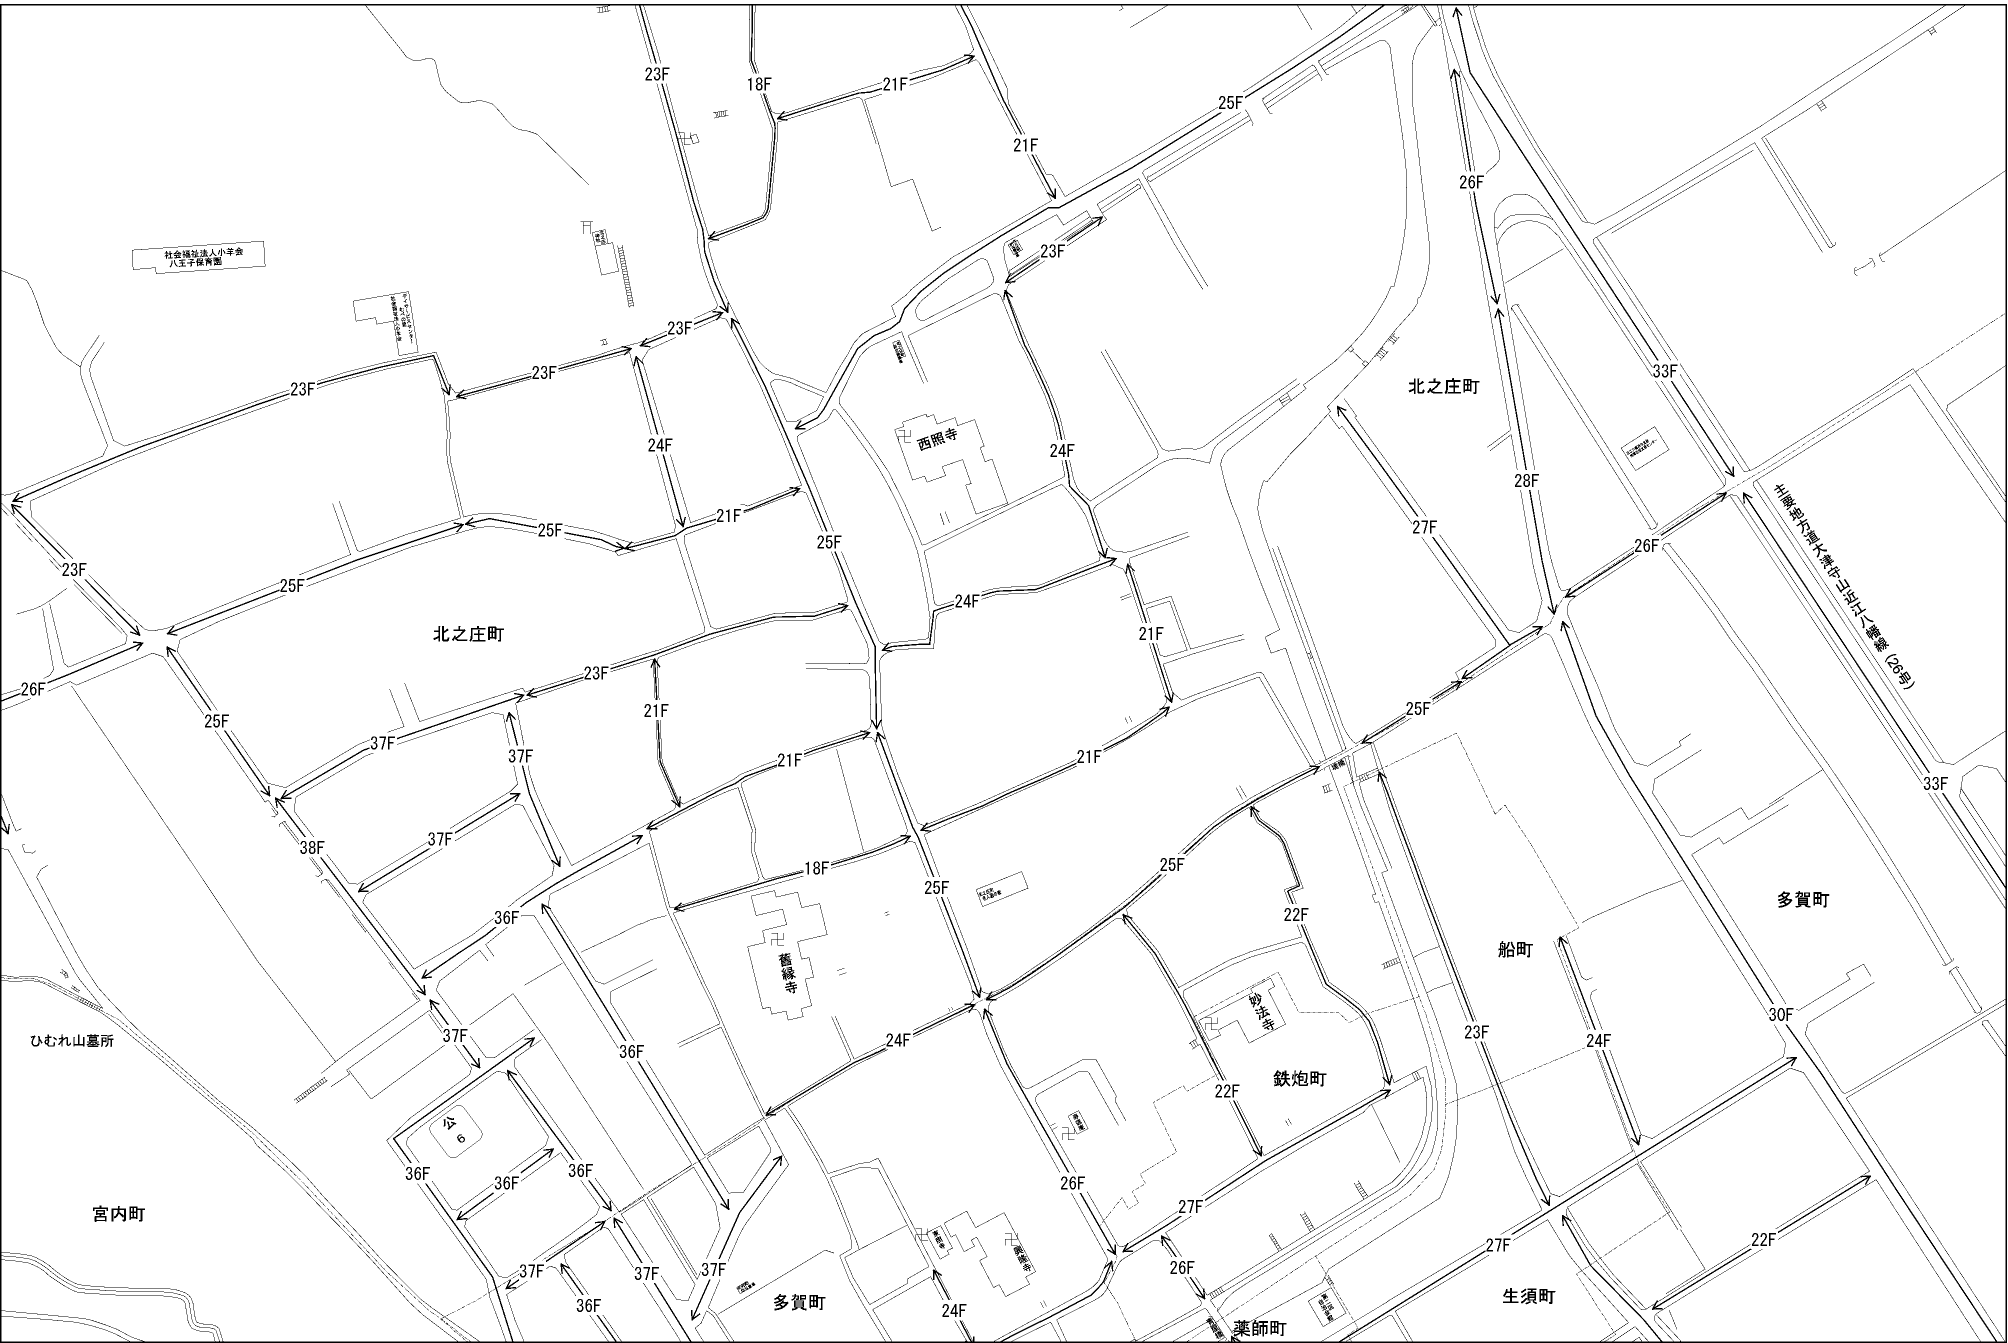 23F
18F
21F
25F
21F
26F
社会福祉法人小羊会
八王子保育園
23F
23F
23F
23F
33F
北之庄町
24F
西照寺
24F
28F
主要地方道大津守山近江八幡線(26号)
21F
25F
25F
27F
26F
23F
25F
24F
北之庄町
21F
26F
23F
25F
21F
25F
37F
37F
21F
21F
33F
37F
38F
18F
25F
25F
多賀町
36F
22F
船町
舊縁寺
妙法寺
30F
ひむれ山墓所
37F
36F
24F
23F
24F
鉄炮町
22F
公
6
36F
36F
36F
26F
宮内町
27F
27F
22F
37F
37F
37F
26F
36F
多賀町
24F
生須町
薬師町